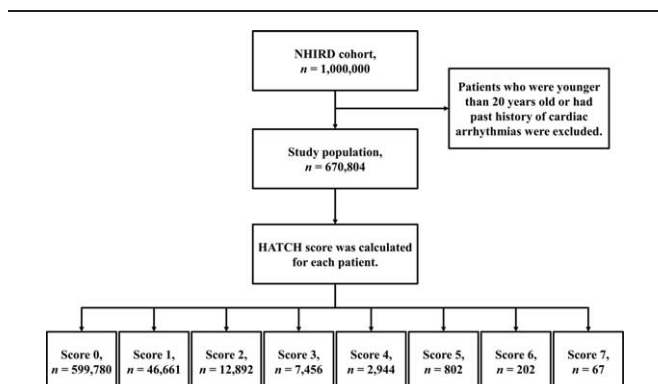 NHIRD cohort,
n = 1,000,000
Patients who were younger
than 20 years old or had
past history of cardiac
arrhythmias were excluded.
Study population,
n = 670,804
HATCH score was calculated
for each patient.
Score 0,
n = 599,780
Score 1,
n = 46,661
Score 2,
n = 12,892
Score 3,
n = 7,456
Score 4,
n = 2,944
Score 5,
n = 802
Score 6,
n = 202
Score 7,
n = 67